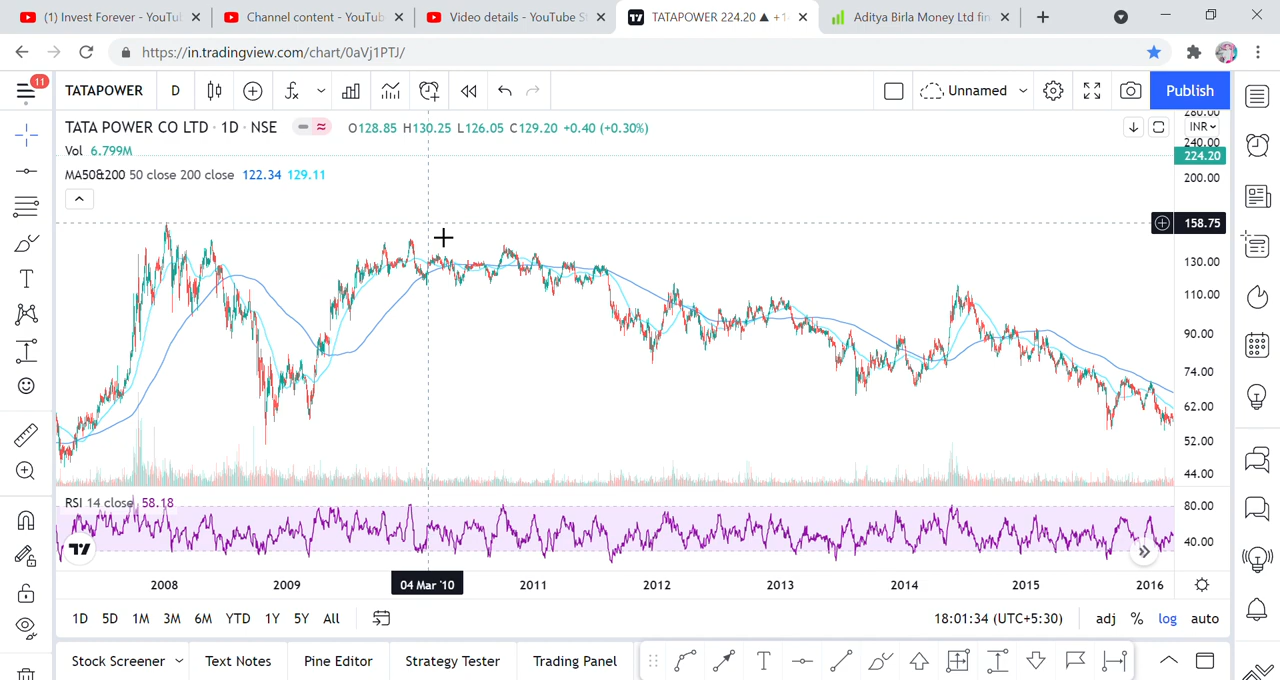 (1) Invest Forever - YouTu
Channel content - YouTub
Video details - YouTube S
TATAPOWER 224.20 ▲ +1
Aditya Birla Money Ltd fin
https://in.tradingview.com/chart/0aVj1PTJ/
11
TATAPOWER D
Unnamed
Publish
TATA POWER CO LTD · 1D · NSE
O128.85 H130.25 L126.05 C129.20 +0.40 (+0.30%)
Vol 6.799M
MA50&200 50 close 200 close 122.34 129.11
280.00
INR
240.00
224.20
200.00
158.75
130.00
110.00
90.00
74.00
62.00
52.00
44.00
RSI 14 close 58.18
80.00
40.00
2008 2009 04 Mar '10 2011 2012 2013 2014 2015 2016
1D 5D 1M 3M 6M YTD 1Y 5Y All
18:01:34 (UTC+5:30) adj % log auto
Stock Screener Text Notes Pine Editor Strategy Tester Trading Panel